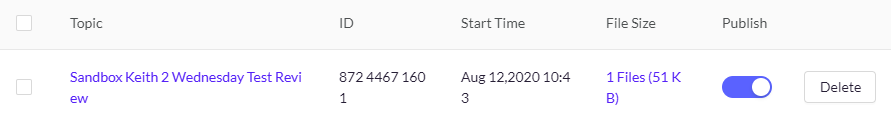 Topic ID Start Time File Size Publish
Sandbox Keith 2 Wednesday Test Revi 872 4467 160 Aug 12,2020 10:4 1 Files (51 K Delete
ew 1 3 B)